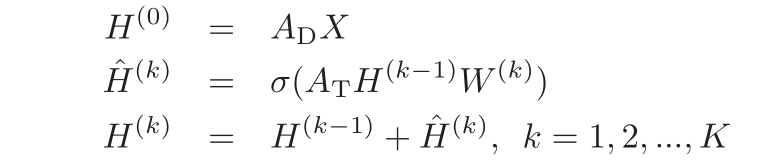 H^{(0)} = A_D X
Ĥ^{(k)} = σ(A_T H^{(k−1)} W^{(k)})
H^{(k)} = H^{(k−1)} + Ĥ^{(k)}, k = 1, 2, ..., K